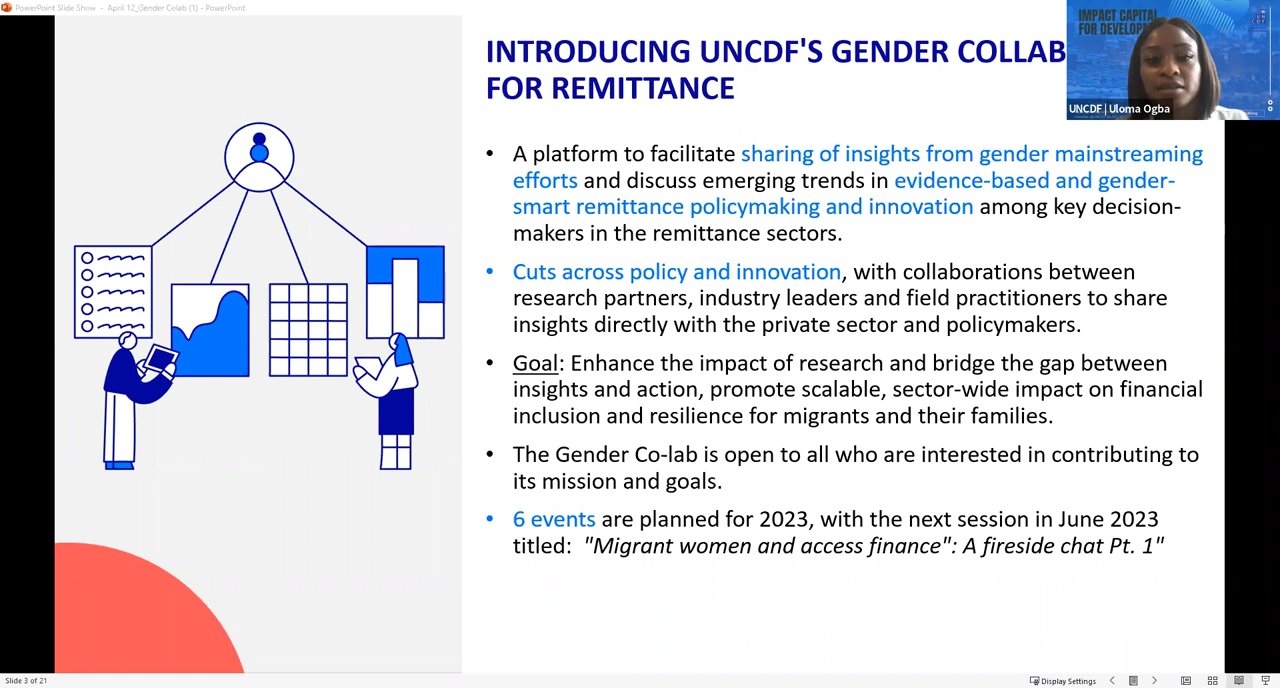 PowerPoint Slide Show - April 12_Gender Colab (1) - PowerPoint
INTRODUCING UNCDF'S GENDER COLLAB
FOR REMITTANCE
IMPACT CAPITAL
FOR DEVELOP
UN
CDF
UNCDF | Uloma Ogba
• A platform to facilitate sharing of insights from gender mainstreaming
efforts and discuss emerging trends in evidence-based and gender-
smart remittance policymaking and innovation among key decision-
makers in the remittance sectors.
• Cuts across policy and innovation, with collaborations between
research partners, industry leaders and field practitioners to share
insights directly with the private sector and policymakers.
• Goal: Enhance the impact of research and bridge the gap between
insights and action, promote scalable, sector-wide impact on financial
inclusion and resilience for migrants and their families.
• The Gender Co-lab is open to all who are interested in contributing to
its mission and goals.
• 6 events are planned for 2023, with the next session in June 2023
titled: "Migrant women and access finance": A fireside chat Pt. 1"
Slide 3 of 21
Display Settings